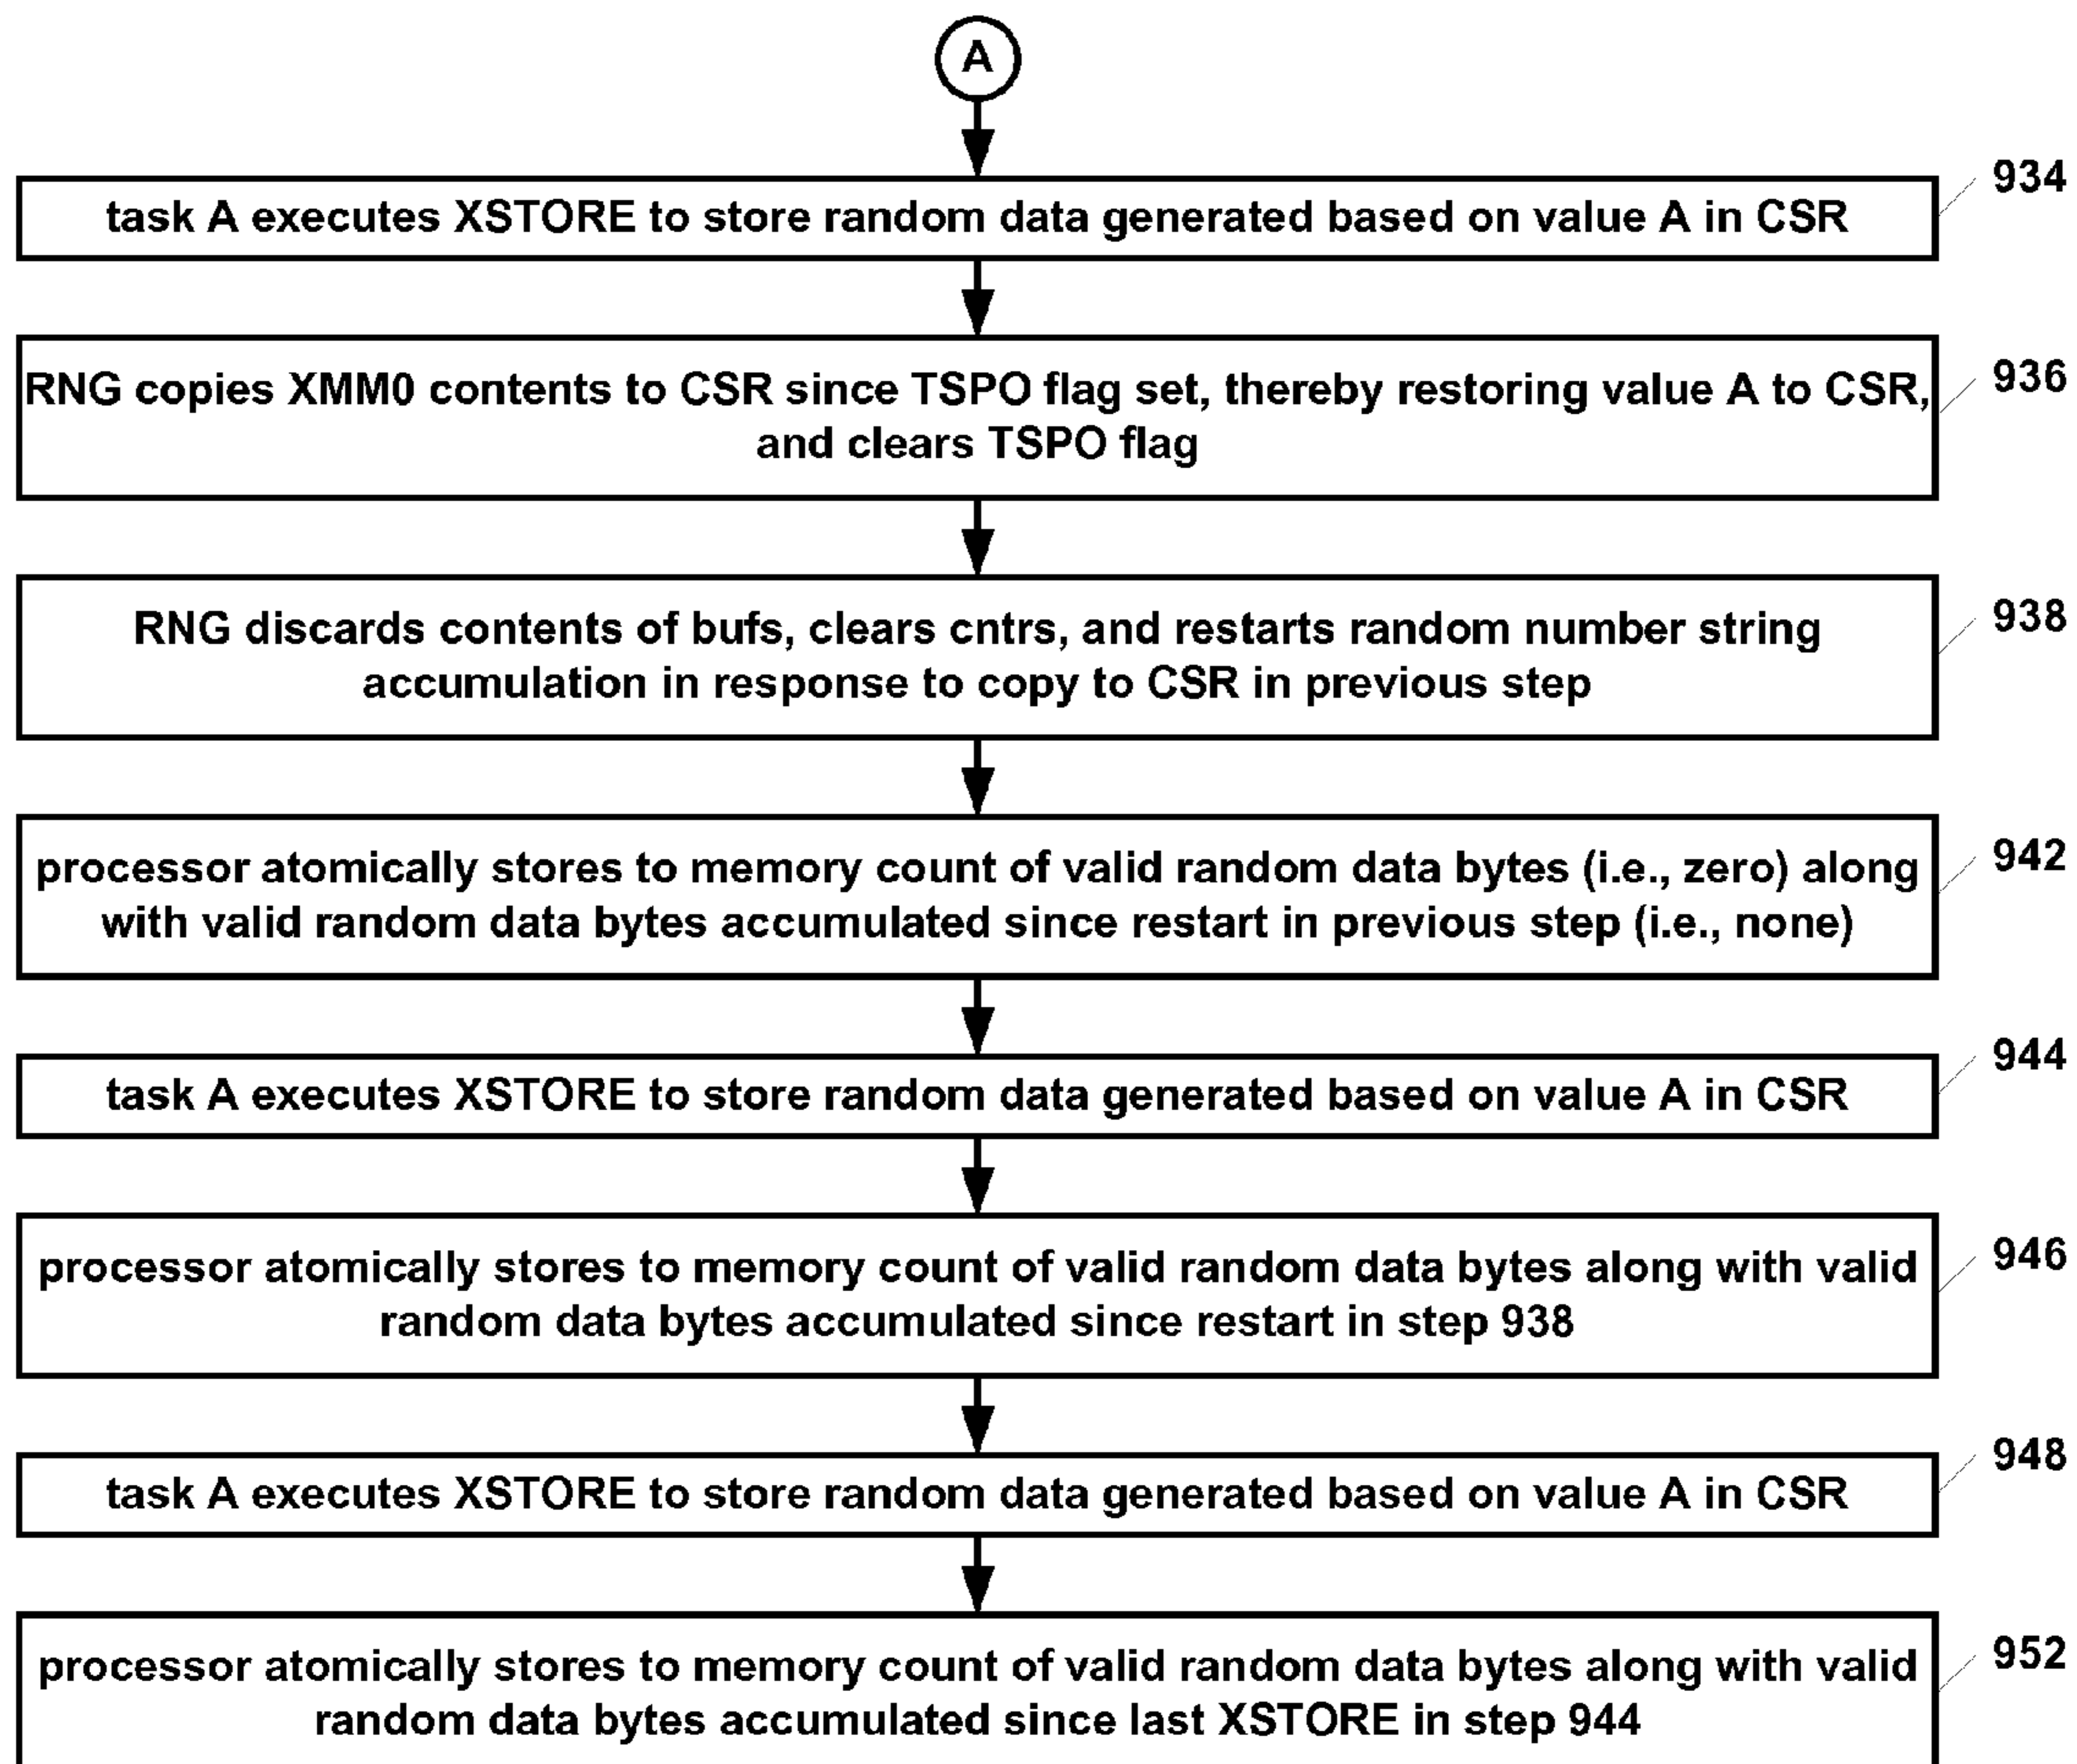 A
934
task A executes XSTORE to store random data generated based on value A in CSR
936
RNG copies XMM0 contents to CSR since TSPO flag set, thereby restoring value A to CSR,
and clears TSPO flag
938
RNG discards contents of bufs, clears cntrs, and restarts random number string
accumulation in response to copy to CSR in previous step
942
processor atomically stores to memory count of valid random data bytes (i.e., zero) along
with valid random data bytes accumulated since restart in previous step (i.e., none)
944
task A executes XSTORE to store random data generated based on value A in CSR
946
processor atomically stores to memory count of valid random data bytes along with valid
random data bytes accumulated since restart in step 938
948
task A executes XSTORE to store random data generated based on value A in CSR
952
processor atomically stores to memory count of valid random data bytes along with valid
random data bytes accumulated since last XSTORE in step 944